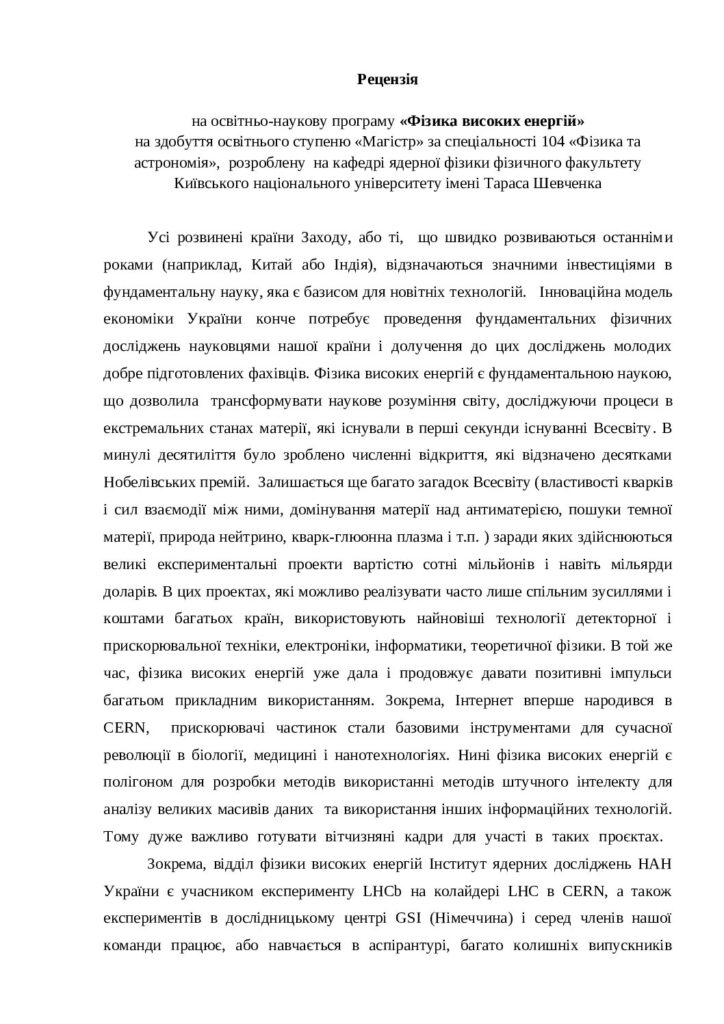 Рецензія
на освітньо-наукову програму «Фізика високих енергій»
на здобуття освітнього ступеню «Магістр» за спеціальності 104 «Фізика та
астрономія», розроблену на кафедрі ядерної фізики фізичного факультету
Київського національного університету імені Тараса Шевченка
Усі розвинені країни Заходу, або ті, що швидко розвиваються останніми
роками (наприклад, Китай або Індія), відзначаються значними інвестиціями в
фундаментальну науку, яка є базисом для новітніх технологій. Інноваційна модель
економіки України конче потребує проведення фундаментальних фізичних
досліджень науковцями нашої країни і долучення до цих досліджень молодих
добре підготовлених фахівців. Фізика високих енергій є фундаментальною наукою,
що дозволила трансформувати наукове розуміння світу, досліджуючи процеси в
екстремальних станах матерії, які існували в перші секунди існуванні Всесвіту. В
минулі десятиліття було зроблено численні відкриття, які відзначено десятками
Нобелівських премій. Залишається ще багато загадок Всесвіту (властивості кварків
і сил взаємодії між ними, домінування матерії над антиматерією, пошуки темної
матерії, природа нейтрино, кварк-глюонна плазма і т.п. ) заради яких здійснюються
великі експериментальні проекти вартістю сотні мільйонів і навіть мільярди
доларів. В цих проектах, які можливо реалізувати часто лише спільним зусиллями і
коштами багатьох країн, використовують найновіші технології детекторної і
прискорювальної техніки, електроніки, інформатики, теоретичної фізики. В той же
час, фізика високих енергій уже дала і продовжує давати позитивні імпульси
багатьом прикладним використанням. Зокрема, Інтернет вперше народився в
CERN, прискорювачі частинок стали базовими інструментами для сучасної
революції в біології, медицині і нанотехнологіях. Нині фізика високих енергій є
полігоном для розробки методів використанні методів штучного інтелекту для
аналізу великих масивів даних та використання інших інформаційних технологій.
Тому дуже важливо готувати вітчизняні кадри для участі в таких проєктах.
Зокрема, відділ фізики високих енергій Інститут ядерних досліджень НАН
України є учасником експерименту LHCb на колайдері LHC в CERN, а також
експериментів в дослідницькому центрі GSI (Німеччина) і серед членів нашої
команди працює, або навчається в аспірантурі, багато колишніх випускників